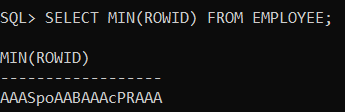 SQL> SELECT MIN(ROWID) FROM EMPLOYEE;
MIN(ROWID)
------------------
AAASpoAABAAAcPRAAA